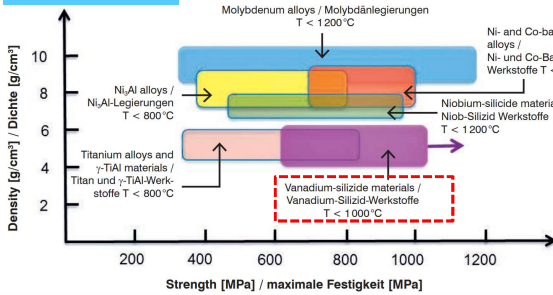 Molybdenum alloys / Molybdänlegierungen
T < 1200°C
Ni- and Co-ba
alloys /
Ni- und Co-Ba
Werkstoffe T <
Ni₃Al alloys /
Ni₃Al-Legierungen
T < 800°C
Niobium-silicide materia
Niob-Silizid Werkstoffe
T < 1200°C
Titanium alloys and
γ-TiAl materials /
Titan und γ-TiAl-Werk-
stoffe T < 800°C
Vanadium-silizide materials /
Vanadium-Silizid-Werkstoffe
T < 1000°C
Density [g/cm³] / Dichte [g/cm³]
10
8
6
4
2
200
400
600
800
1000
1200
Strength [MPa] / maximale Festigkeit [MPa]